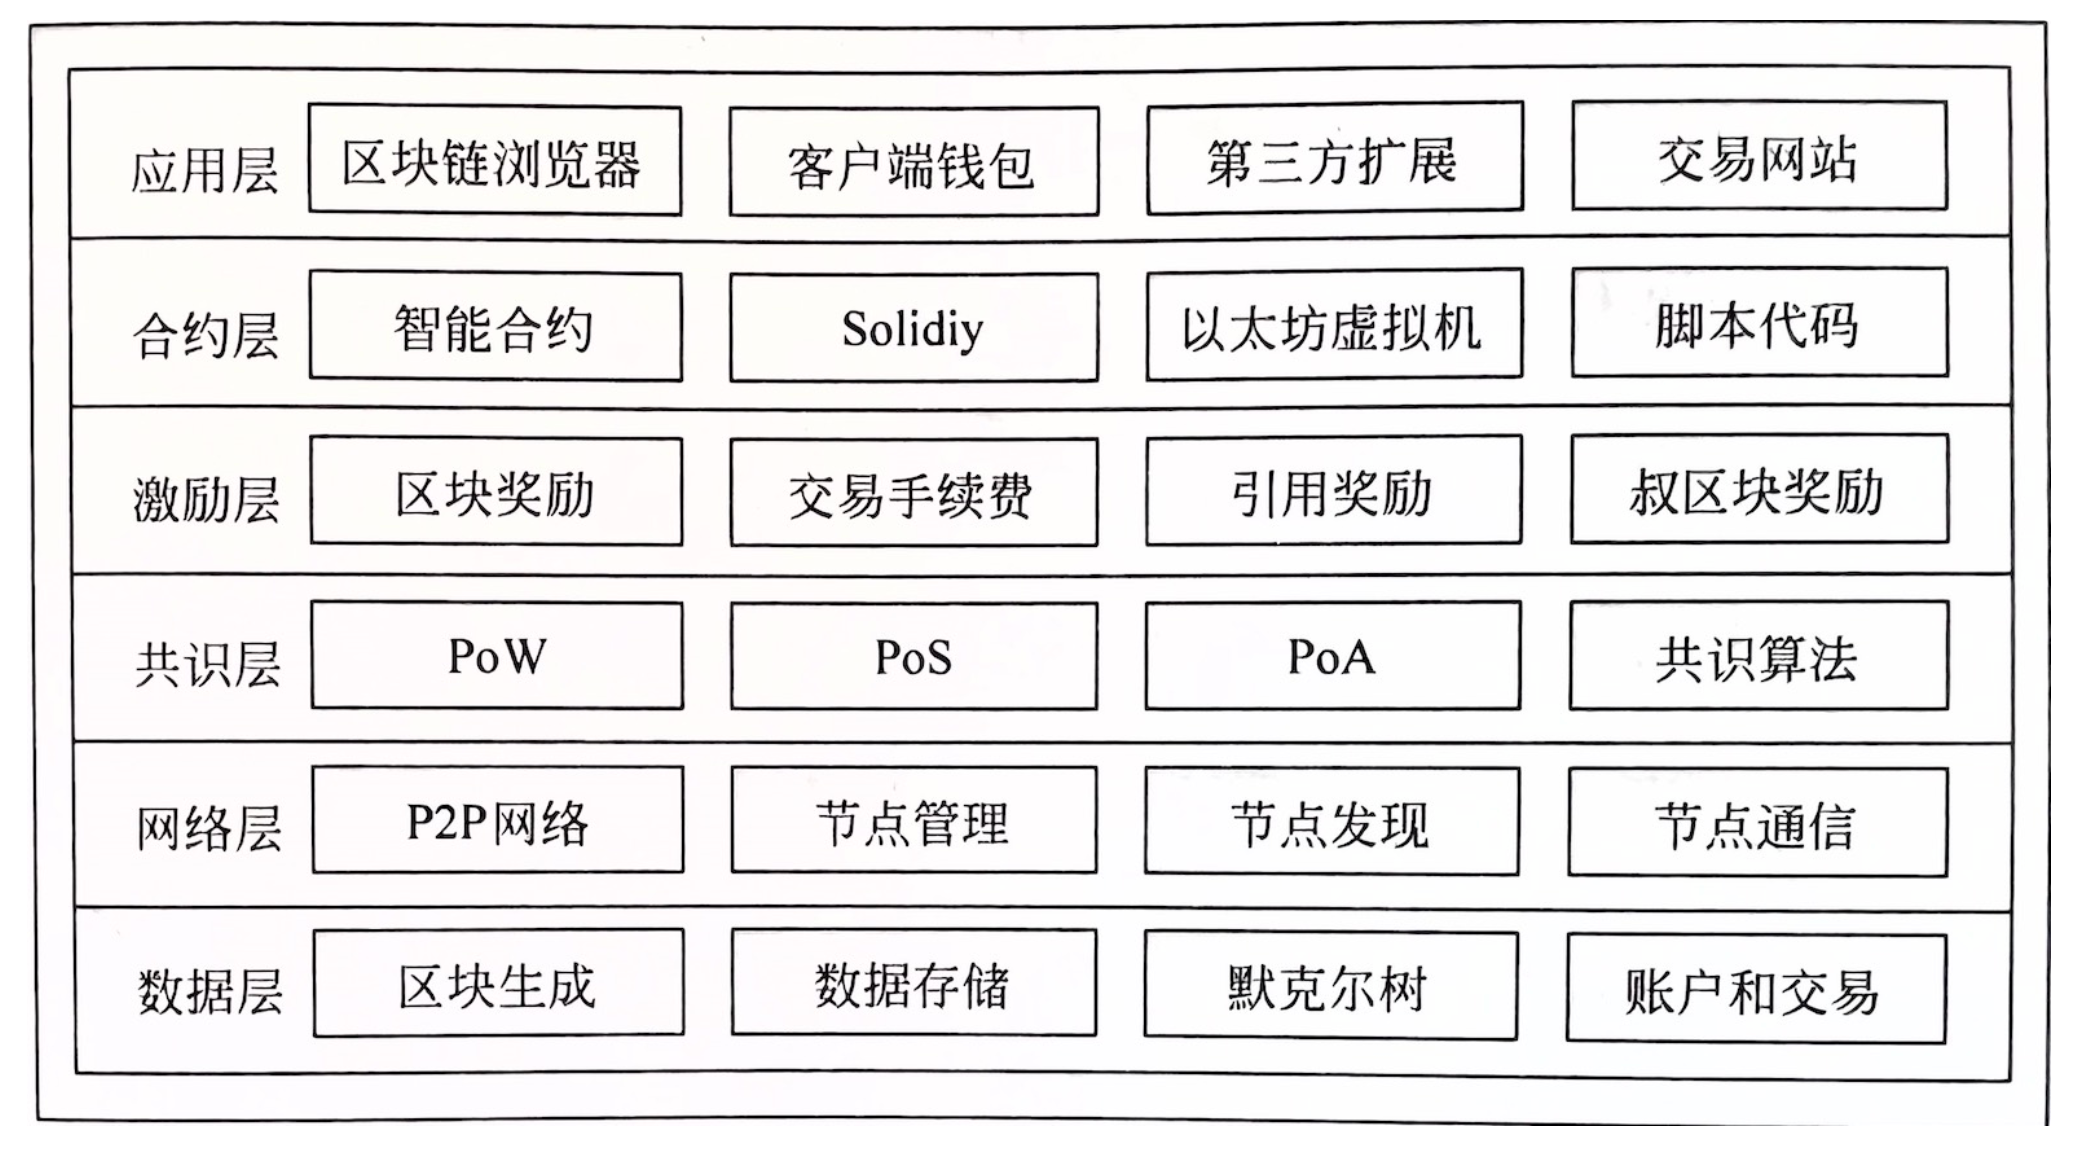 应用层 区块链浏览器 客户端钱包 第三方扩展 交易网站
合约层 智能合约 Solidiy 以太坊虚拟机 脚本代码
激励层 区块奖励 交易手续费 引用奖励 叔区块奖励
共识层 PoW PoS PoA 共识算法
网络层 P2P网络 节点管理 节点发现 节点通信
数据层 区块生成 数据存储 默克尔树 账户和交易